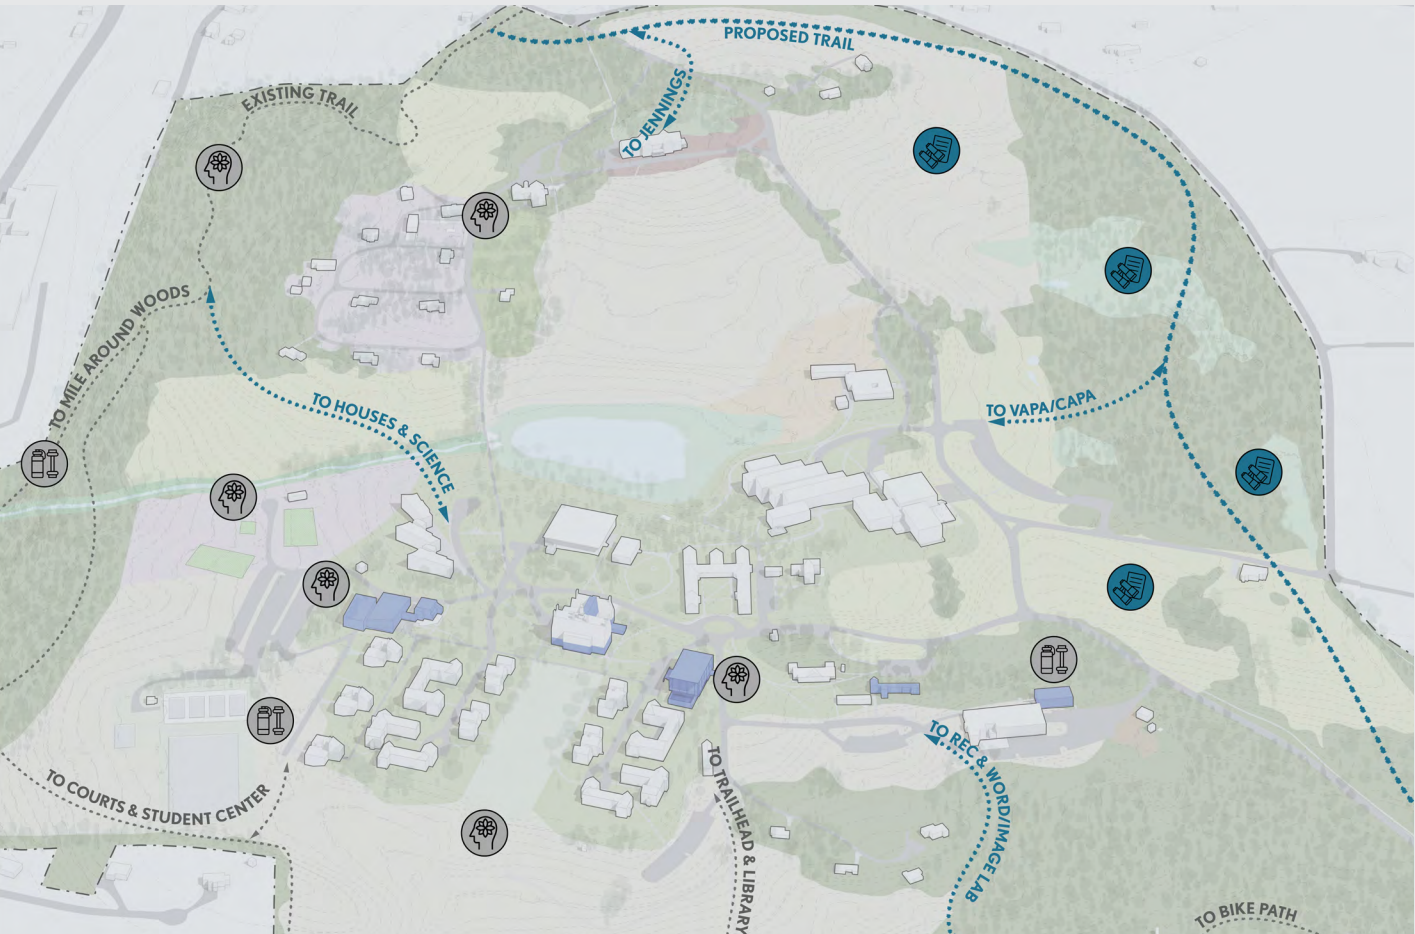 PROPOSED TRAIL
EXISTING TRAIL
TO JENNINGS
TO MILE AROUND WOODS
TO HOUSES & SCIENCE
TO VAPA/CAPA
TO REC & WORD/IMAGE LAB
TO COURTS & STUDENT CENTER
TO TRAILHEAD & LIBRARY
TO BIKE PATH